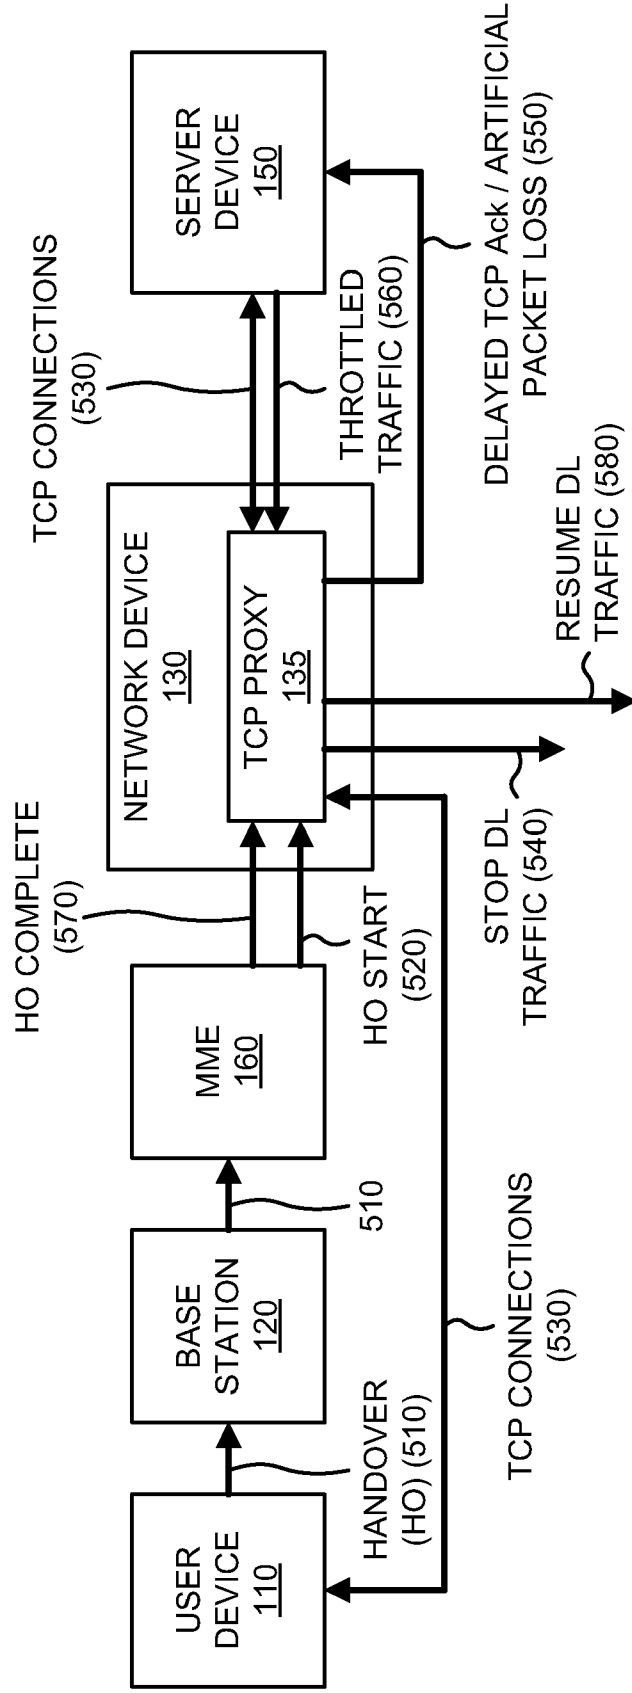 USER
DEVICE
110
HANDOVER
(HO) (510)
BASE
STATION
120
510
MME
160
HO COMPLETE
(570)
HO START
(520)
NETWORK DEVICE
130
TCP PROXY
135
TCP CONNECTIONS
(530)
THROTTLED
TRAFFIC (560)
SERVER
DEVICE
150
TCP CONNECTIONS
(530)
STOP DL
TRAFFIC (540)
RESUME DL
TRAFFIC (580)
DELAYED TCP Ack / ARTIFICIAL
PACKET LOSS (550)